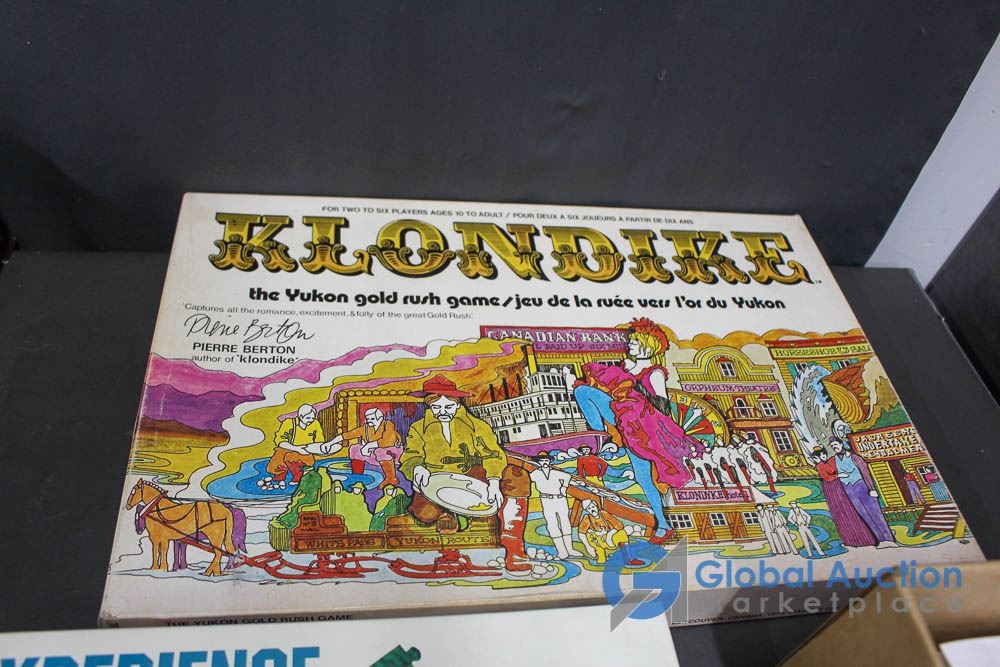 FOR TWO TO SIX PLAYERS AGES 10 TO ADULT / POUR DEUX A SIX JOUEURS A PARTIR DE DIX ANS
KLONDIKE
the Yukon gold rush game/jeu de la ruée vers l'or du Yukon
'Captures all the romance, excitement, & folly of the great Gold Rush'.
Pierre Berton
PIERRE BERTON
author of 'klondike'
CANADIAN BANK
ORPHEUM THEATRE
KLONDIKE
WHITE PASS YUKON ROUTE
MAIL
THE YUKON GOLD RUSH GAME
Global Auction
Marketplace
EXPERIENCE